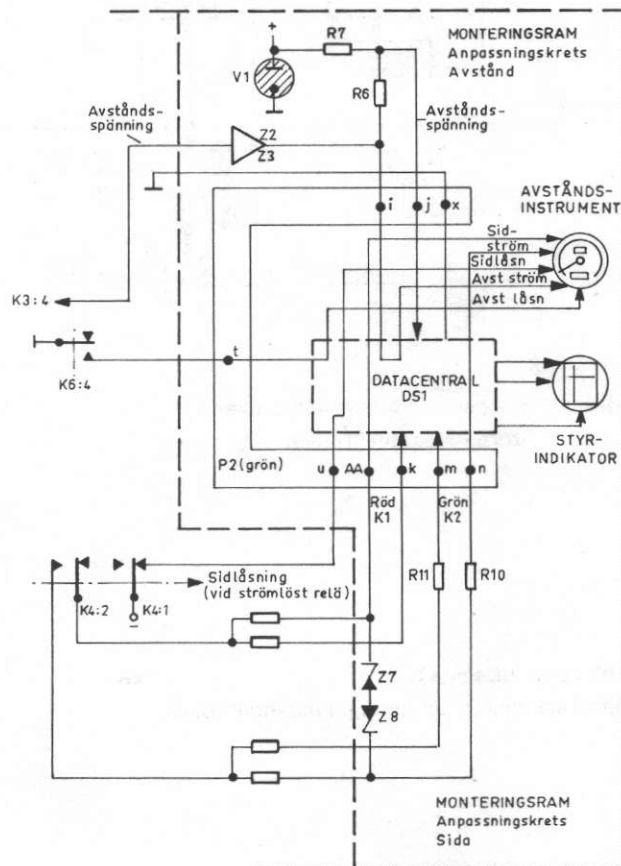 +
R7
MONTERINGSRAM
Anpassningskrets
Avstånd
V1
R6
Avstånds-
spänning
Z2
Z3
Avstånds-
spänning
i
j
x
AVSTÅNDS-
INSTRUMENT
Sid-
ström
Sidlåsn
Avst ström
Avst låsn
K3:4
t
K6:4
DATACENTRAL
DS1
STYR-
INDIKATOR
P2(grön)
u
AA
k
m
n
Röd
K1
Grön
K2
R11
R10
Sidlåsning
(vid strömlöst relä)
K4:2
K4:1
–
Z7
Z8
MONTERINGSRAM
Anpassningskrets
Sida